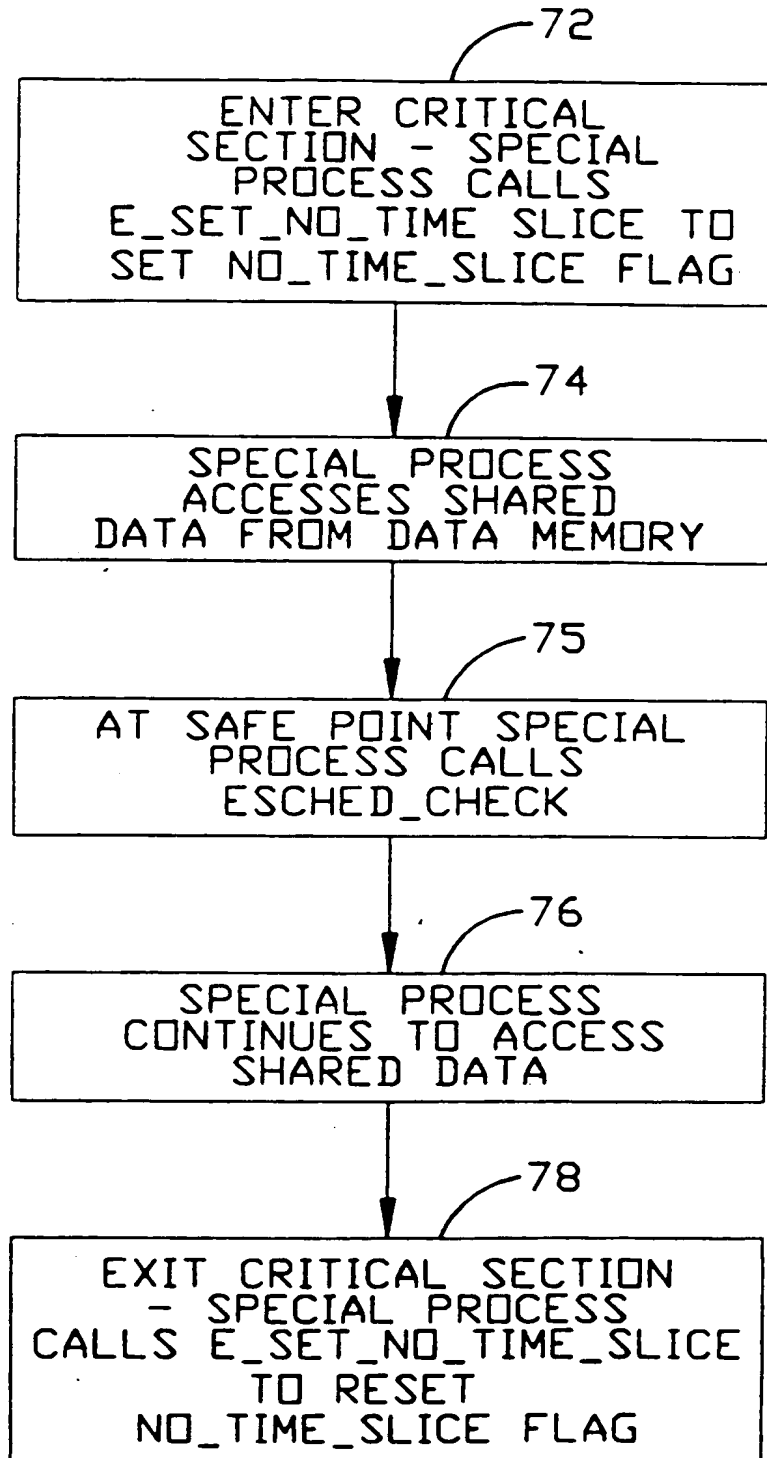 72
ENTER CRITICAL
SECTION - SPECIAL
PROCESS CALLS
E_SET_NO_TIME SLICE TO
SET NO_TIME_SLICE FLAG
74
SPECIAL PROCESS
ACCESSES SHARED
DATA FROM DATA MEMORY
75
AT SAFE POINT SPECIAL
PROCESS CALLS
ESCHED_CHECK
76
SPECIAL PROCESS
CONTINUES TO ACCESS
SHARED DATA
78
EXIT CRITICAL SECTION
- SPECIAL PROCESS
CALLS E_SET_NO_TIME_SLICE
TO RESET
NO_TIME_SLICE FLAG